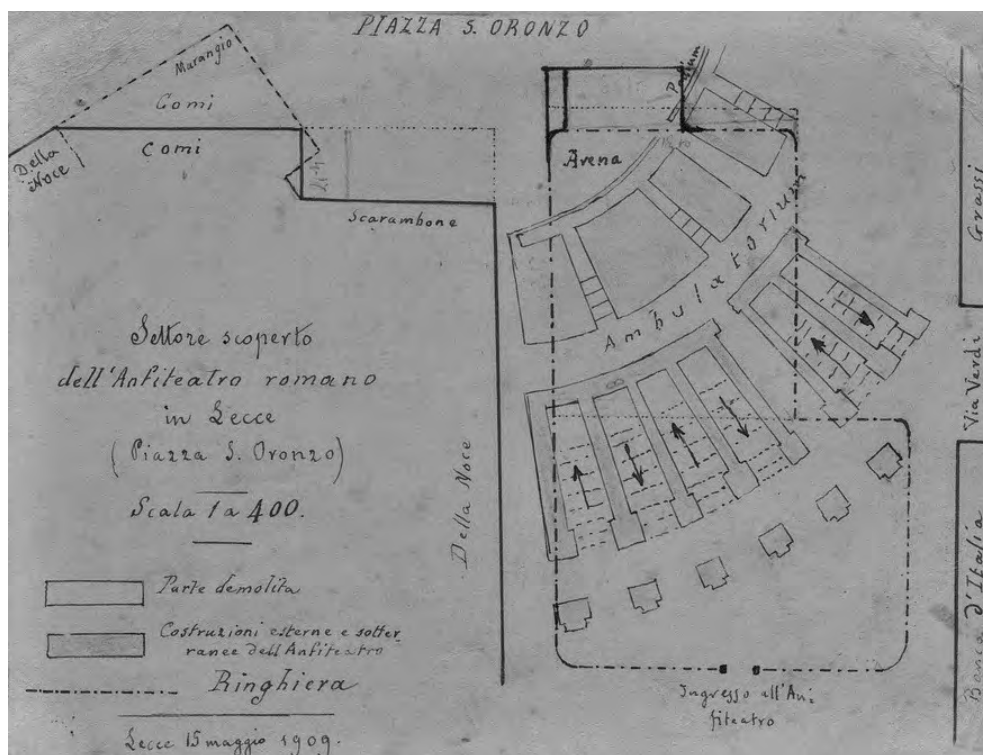 PIAZZA S. ORONZO
Marangio
Comi
Comi
Della
Noce
Scarambone
Podium
Arena
Ambulatorium
Grassi
Via Verdi
Banca d'Italia
Della Noce
Settore scoperto
dell'Anfiteatro romano
in Lecce
(Piazza S. Oronzo)
Scala 1 a 400.
Parte demolita
Costruzioni esterne e sotter
ranee dell'Anfiteatro
Ringhiera
Lecce 15 maggio 1909.
Ingresso all'An:
fiteatro